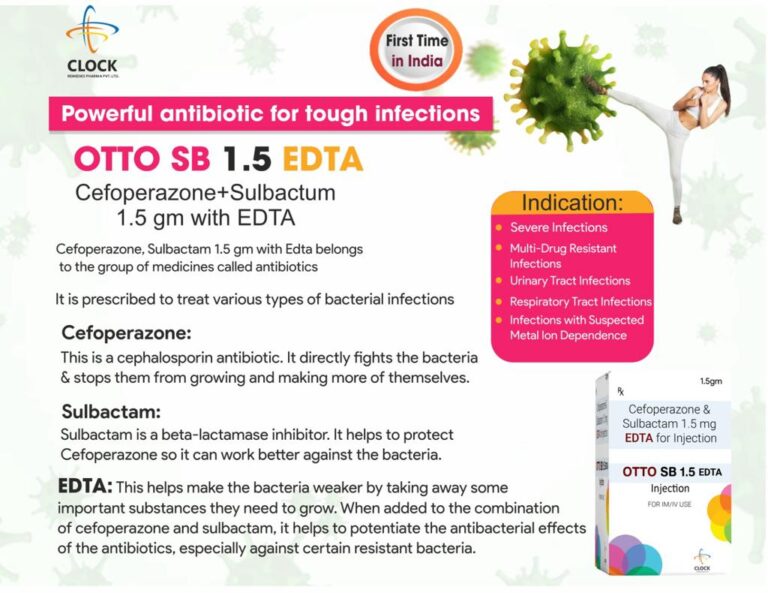 CLOCK
REMEDIES PHARMA PVT. LTD.
First Time
in India
Powerful antibiotic for tough infections
OTTO SB 1.5 EDTA
Cefoperazone+Sulbactum
1.5 gm with EDTA
Cefoperazone, Sulbactam 1.5 gm with Edta belongs
to the group of medicines called antibiotics
It is prescribed to treat various types of bacterial infections
Indication:
Severe Infections
Multi-Drug Resistant
Infections
Urinary Tract Infections
Respiratory Tract Infections
Infections with Suspected
Metal Ion Dependence
Cefoperazone:
This is a cephalosporin antibiotic. It directly fights the bacteria
& stops them from growing and making more of themselves.
Sulbactam:
Sulbactam is a beta-lactamase inhibitor. It helps to protect
Cefoperazone so it can work better against the bacteria.
EDTA: This helps make the bacteria weaker by taking away some
important substances they need to grow. When added to the combination
of cefoperazone and sulbactam, it helps to potentiate the antibacterial effects
of the antibiotics, especially against certain resistant bacteria.
1.5gm
Rx
Cefoperazone &
Sulbactam 1.5 mg
EDTA for Injection
OTTO SB 1.5 EDTA
Injection
FOR IM/IV USE
CLOCK